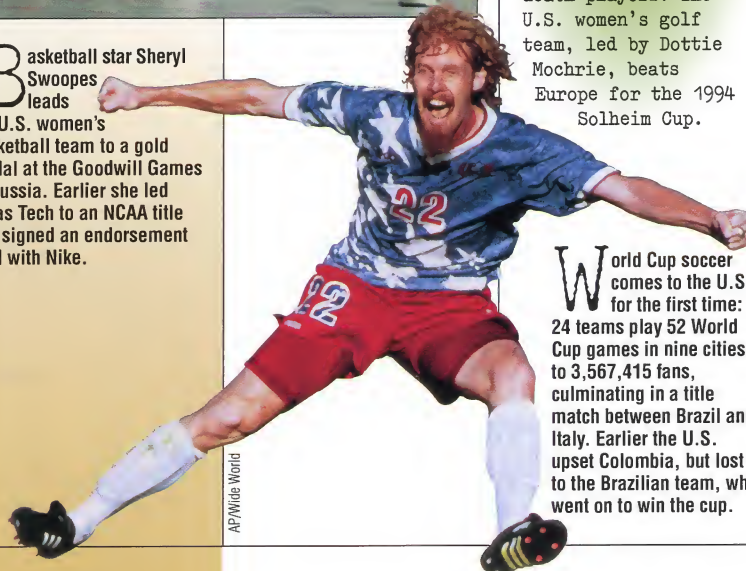 Basketball star Sheryl
Swoopes
leads
U.S. women's
ketball team to a gold
dal at the Goodwill Games
ussia. Earlier she led
as Tech to an NCAA title
signed an endorsement
with Nike.
U.S. women's golf
team, led by Dottie
Mochrie, beats
Europe for the 1994
Solheim Cup.
22
22
World Cup soccer
comes to the U.S
for the first time:
24 teams play 52 World
Cup games in nine cities
to 3,567,415 fans,
culminating in a title
match between Brazil an
Italy. Earlier the U.S.
upset Colombia, but lost
to the Brazilian team, wh
went on to win the cup.
AP/Wide World